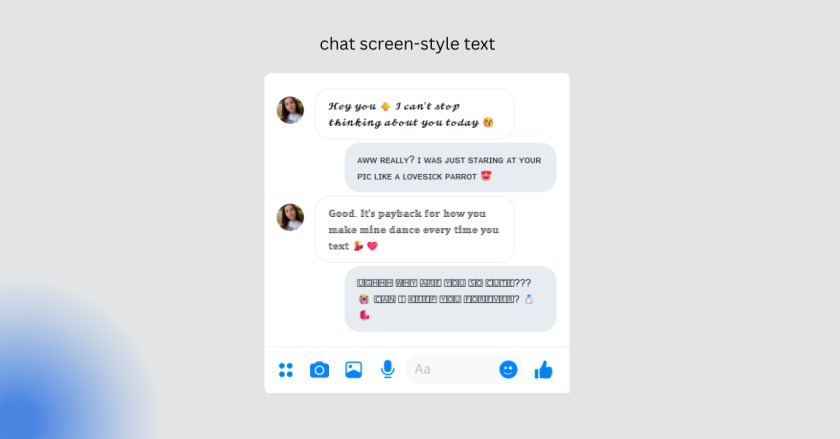 chat screen-style text
Hey you 🐥 I can't stop
thinking about you today 😚
AWW REALLY? I WAS JUST STARING AT YOUR
PIC LIKE A LOVESICK PARROT 💝
Good. It's payback for how you
make mine dance every time you
text 💃 💗
UGHHH WHY ARE YOU SO CUTE???
CAN I KEEP YOU FOREVER? 💍
Aa